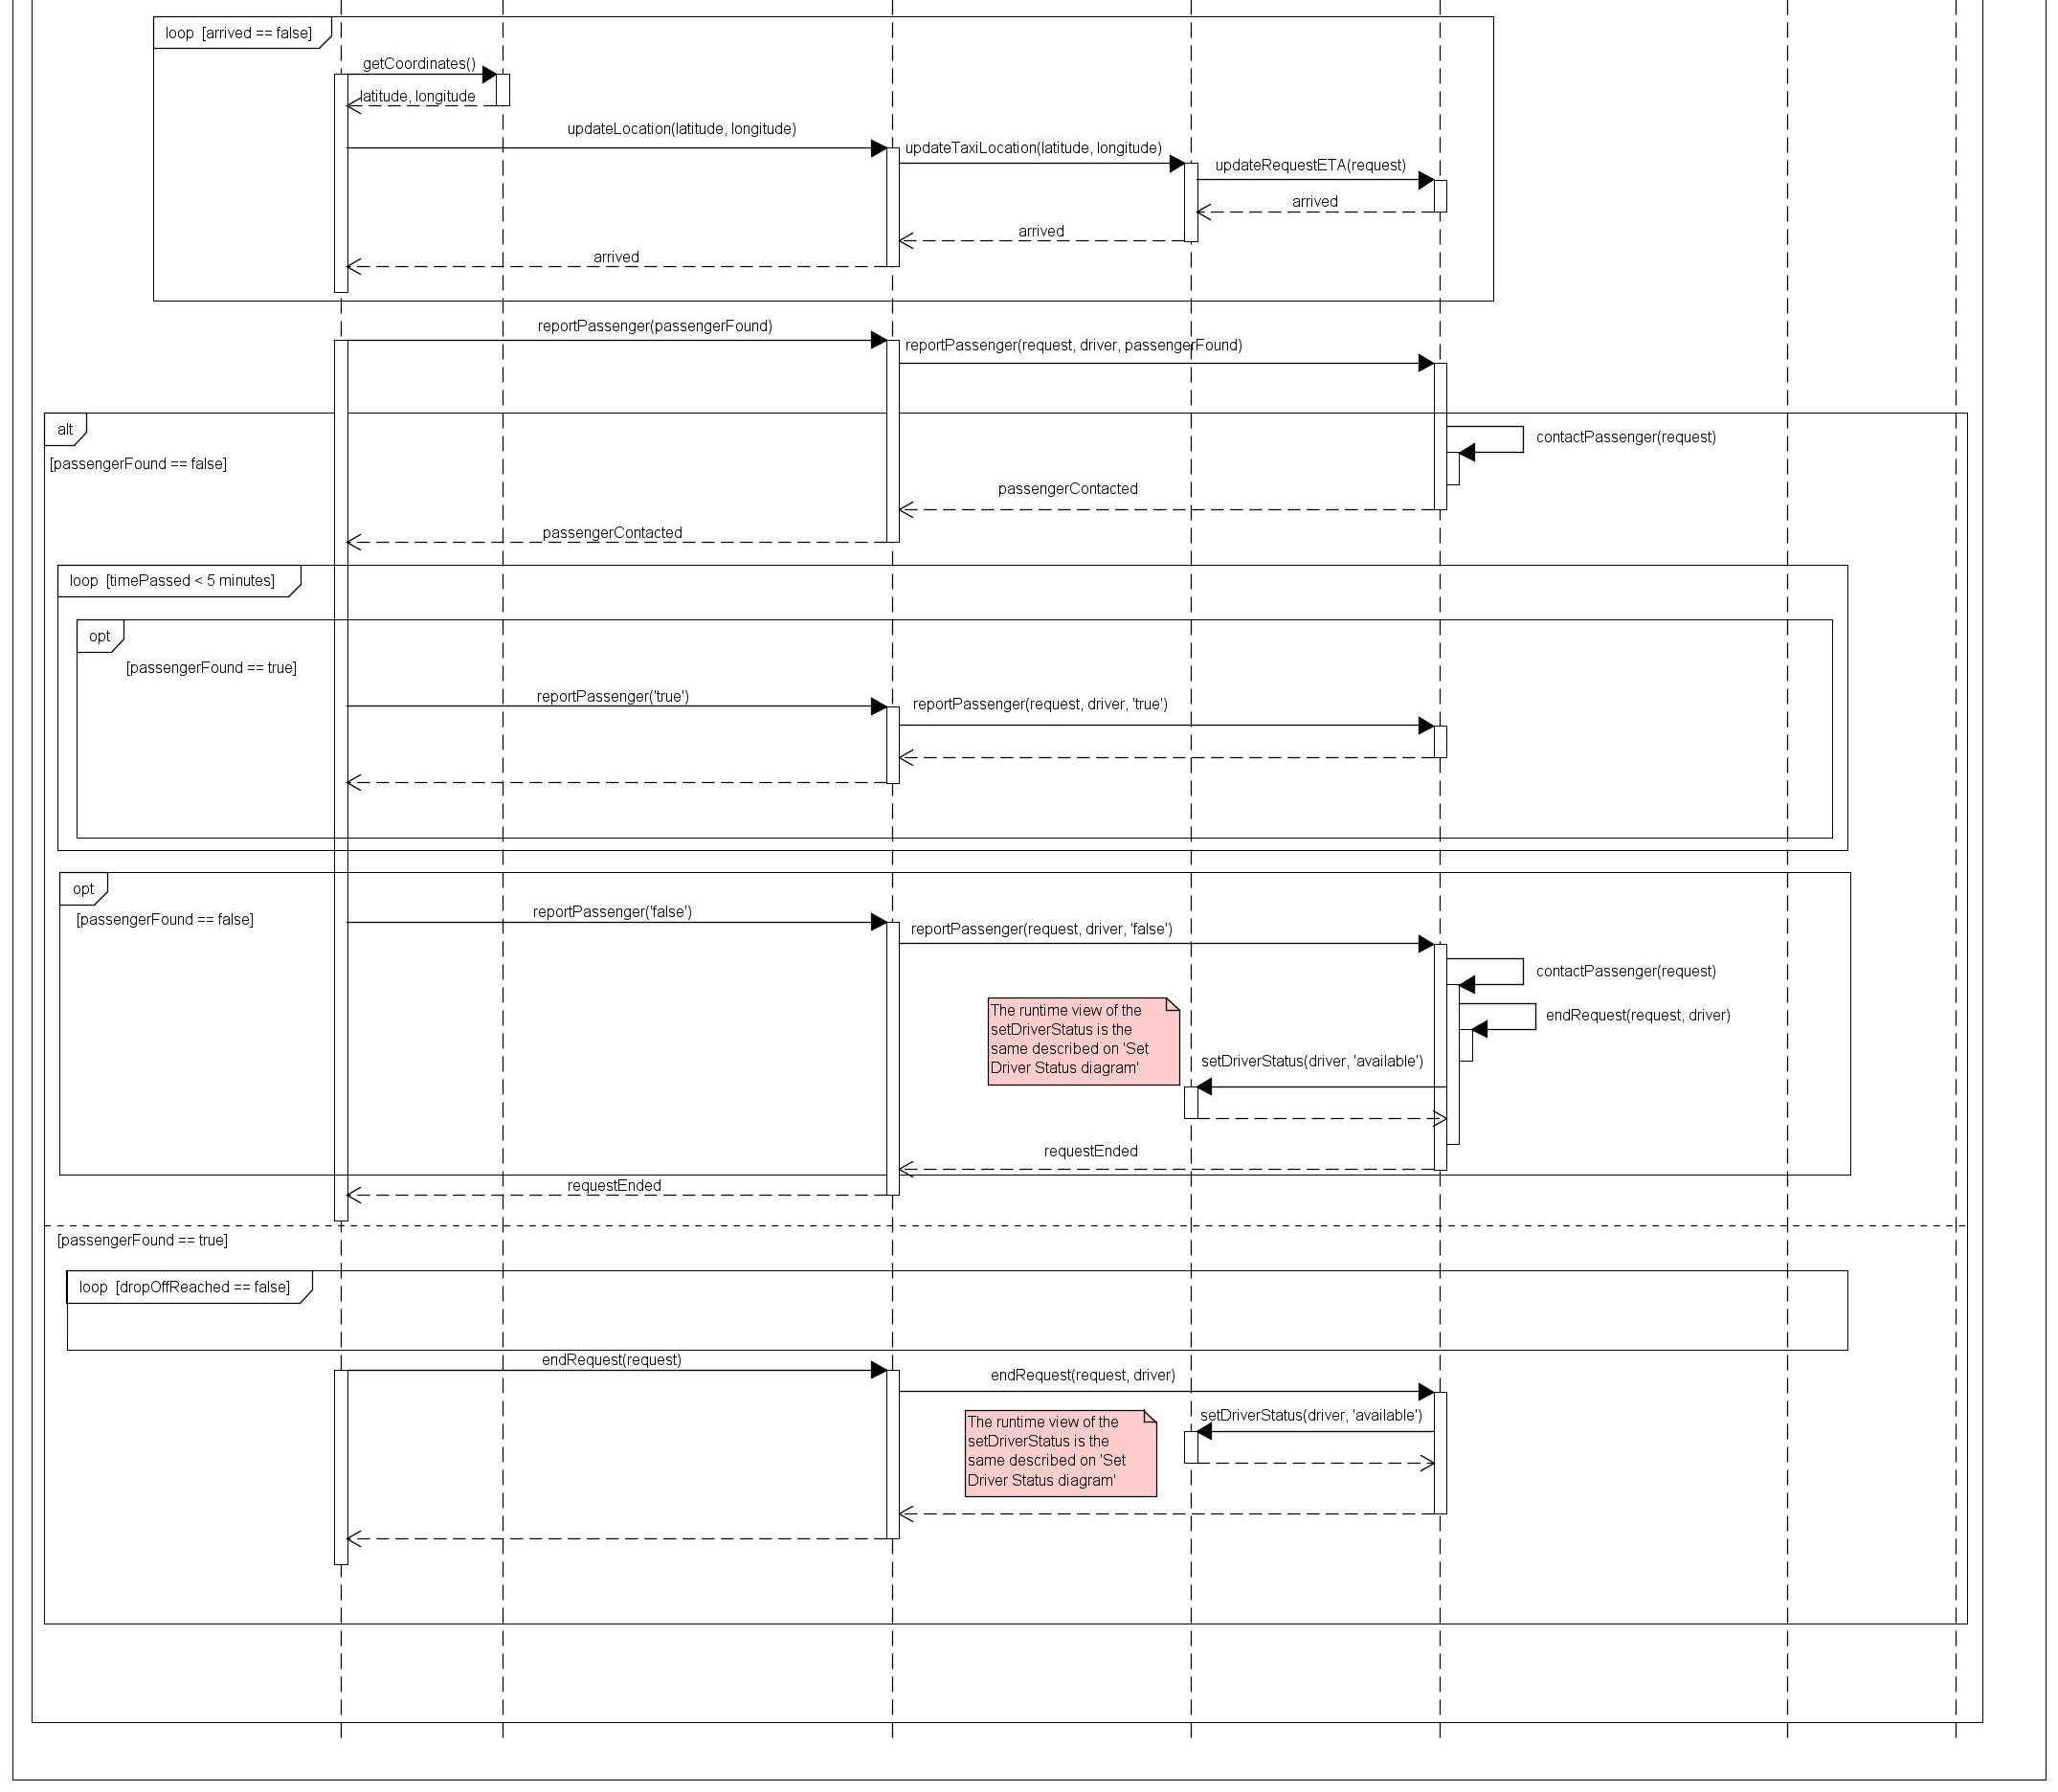 loop [arrived == false]
getCoordinates()
latitude, longitude
updateLocation(latitude, longitude)
updateTaxiLocation(latitude, longitude)
updateRequestETA(request)
arrived
arrived
arrived
reportPassenger(passengerFound)
reportPassenger(request, driver, passengerFound)
alt
contactPassenger(request)
[passengerFound == false]
passengerContacted
passengerContacted
loop [timePassed < 5 minutes]
opt
[passengerFound == true]
reportPassenger('true')
reportPassenger(request, driver, 'true')
opt
[passengerFound == false]
reportPassenger('false')
reportPassenger(request, driver, 'false')
contactPassenger(request)
The runtime view of the
setDriverStatus is the
same described on 'Set
Driver Status diagram'
endRequest(request, driver)
setDriverStatus(driver, 'available')
requestEnded
requestEnded
[passengerFound == true]
loop [dropOffReached == false]
endRequest(request)
endRequest(request, driver)
setDriverStatus(driver, 'available')
The runtime view of the
setDriverStatus is the
same described on 'Set
Driver Status diagram'